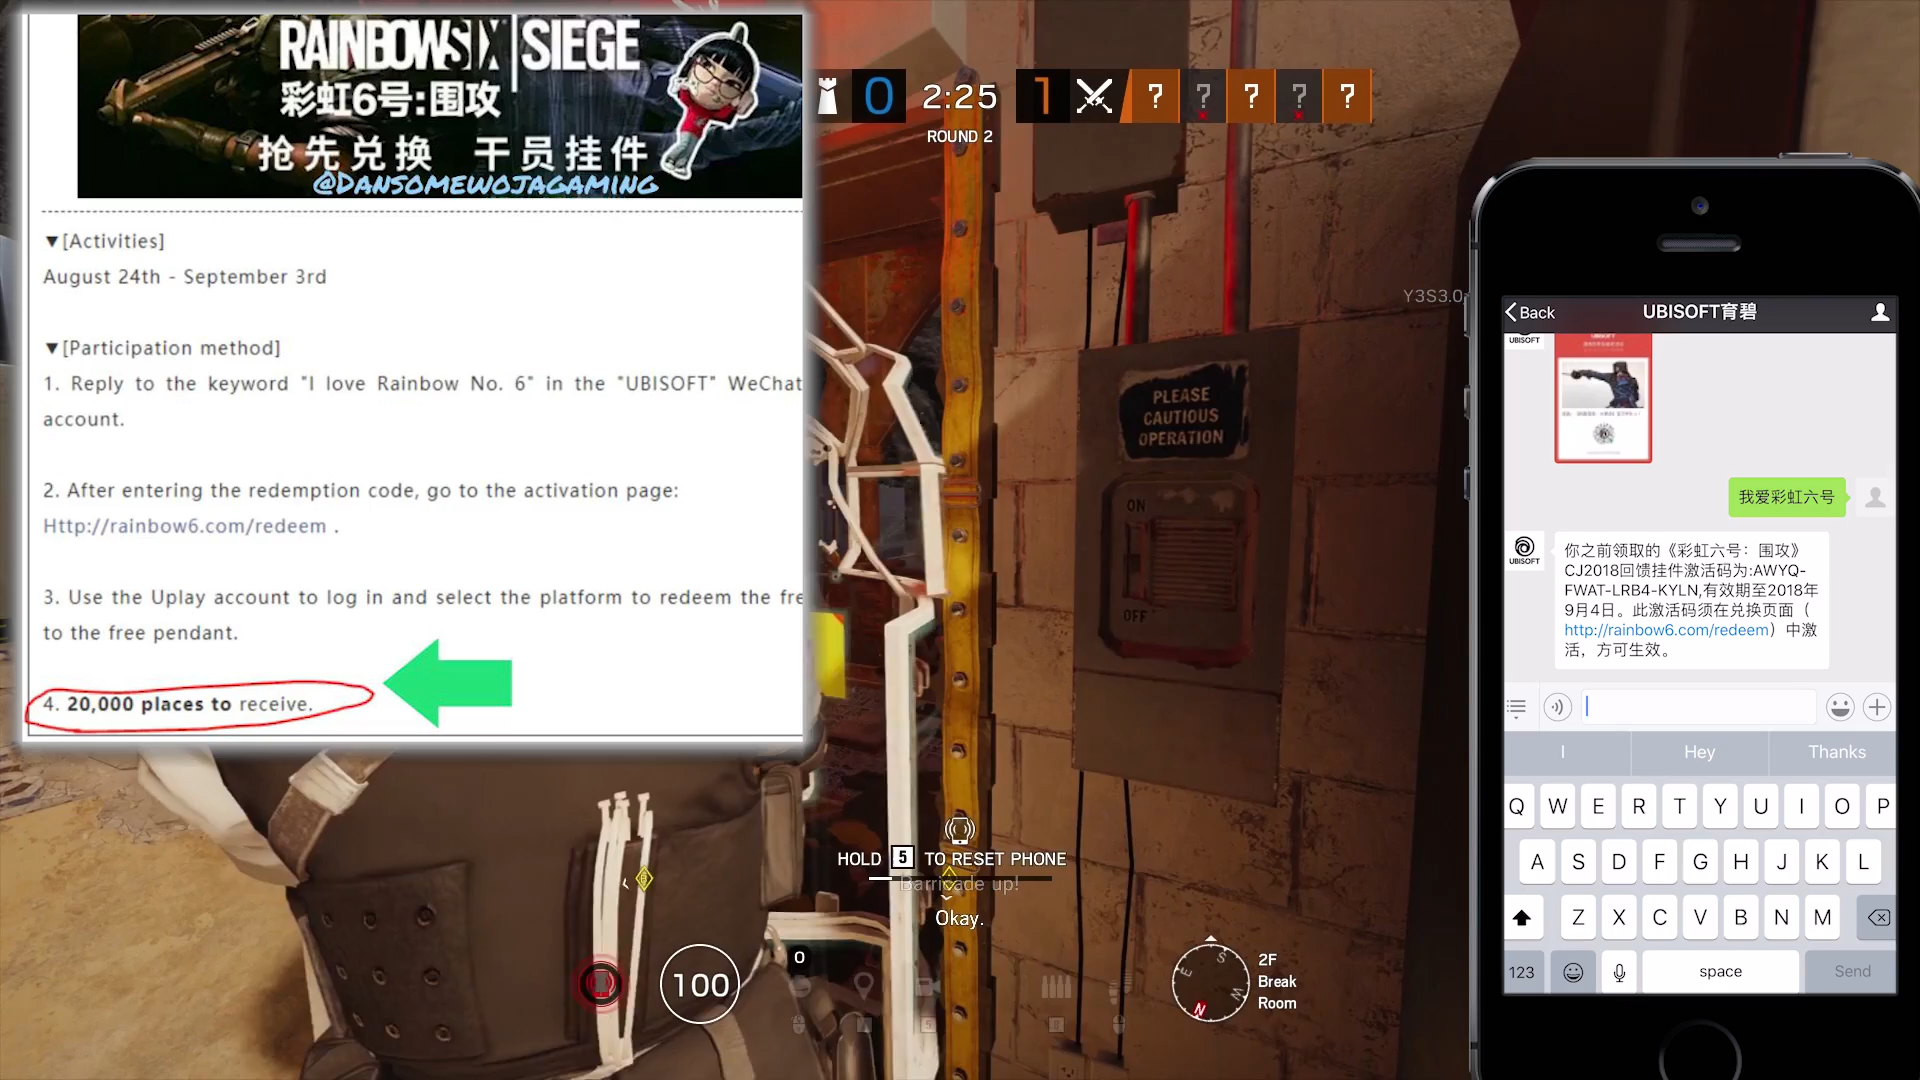 RAINBOWSIX | SIEGE
彩虹6号:围攻
抢先兑换 干员挂件
@DANSOMEWOJAGAMING
▼[Activities]
August 24th - September 3rd
▼[Participation method]
1. Reply to the keyword "I love Rainbow No. 6" in the "UBISOFT" WeChat
account.
2. After entering the redemption code, go to the activation page:
Http://rainbow6.com/redeem .
3. Use the Uplay account to log in and select the platform to redeem the fre
to the free pendant.
4. 20,000 places to receive.
0
2:25
1
? ? ? ? ?
ROUND 2
PLEASE
CAUTIOUS
OPERATION
ON
OFF
Y3S3.0
HOLD 5 TO RESET PHONE
Barricade up!
Okay.
0
100
S
E
W
N
2F
Break
Room
Back
UBISOFT育碧
UBISOFT
我爱彩虹六号
UBISOFT
你之前领取的《彩虹六号：围攻》
CJ2018回馈挂件激活码为:AWYQ-
FWAT-LRB4-KYLN,有效期至2018年
9月4日。此激活码须在兑换页面（
http://rainbow6.com/redeem）中激
活，方可生效。
I Hey Thanks
Q W E R T Y U I O P
A S D F G H J K L
Z X C V B N M
123 space Send